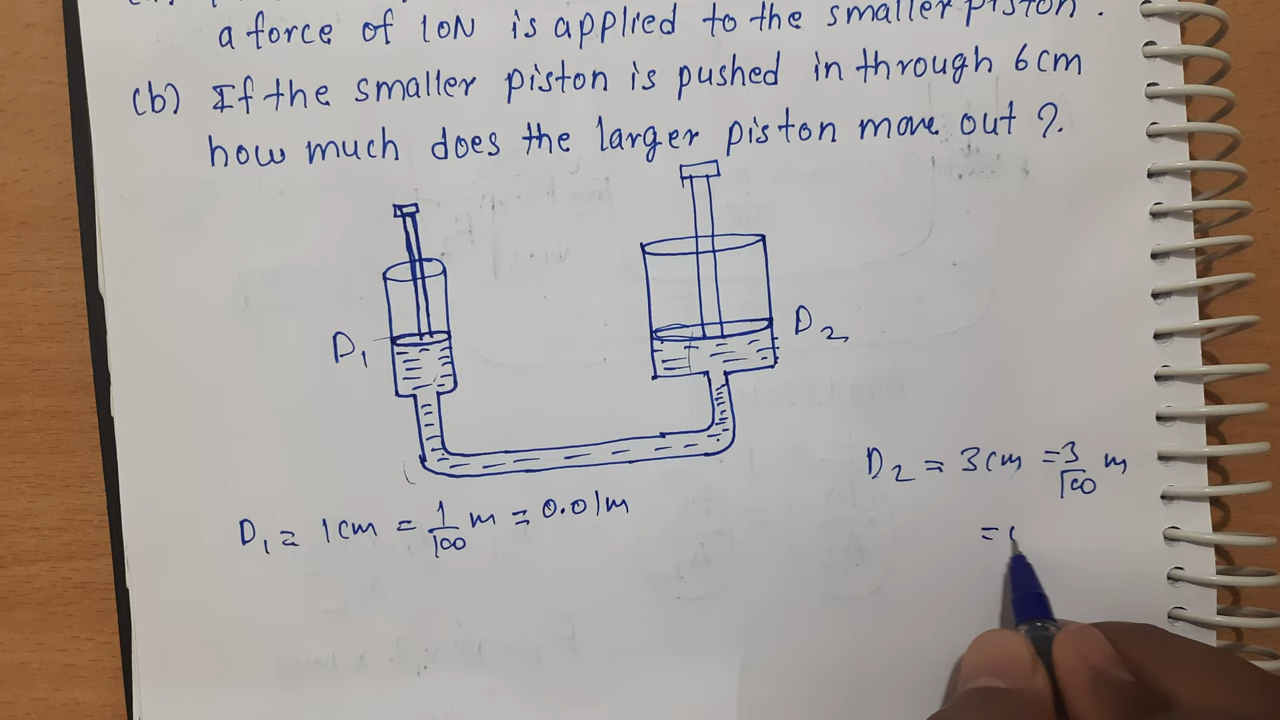 a force of 10N is applied to the smaller piston.
(b) If the smaller piston is pushed in through 6cm
how much does the larger piston move out ?.
D₁
D₂
D₂ = 3cm = 3/100 m
D₁ = 1cm = 1/100 m = 0.01m
=